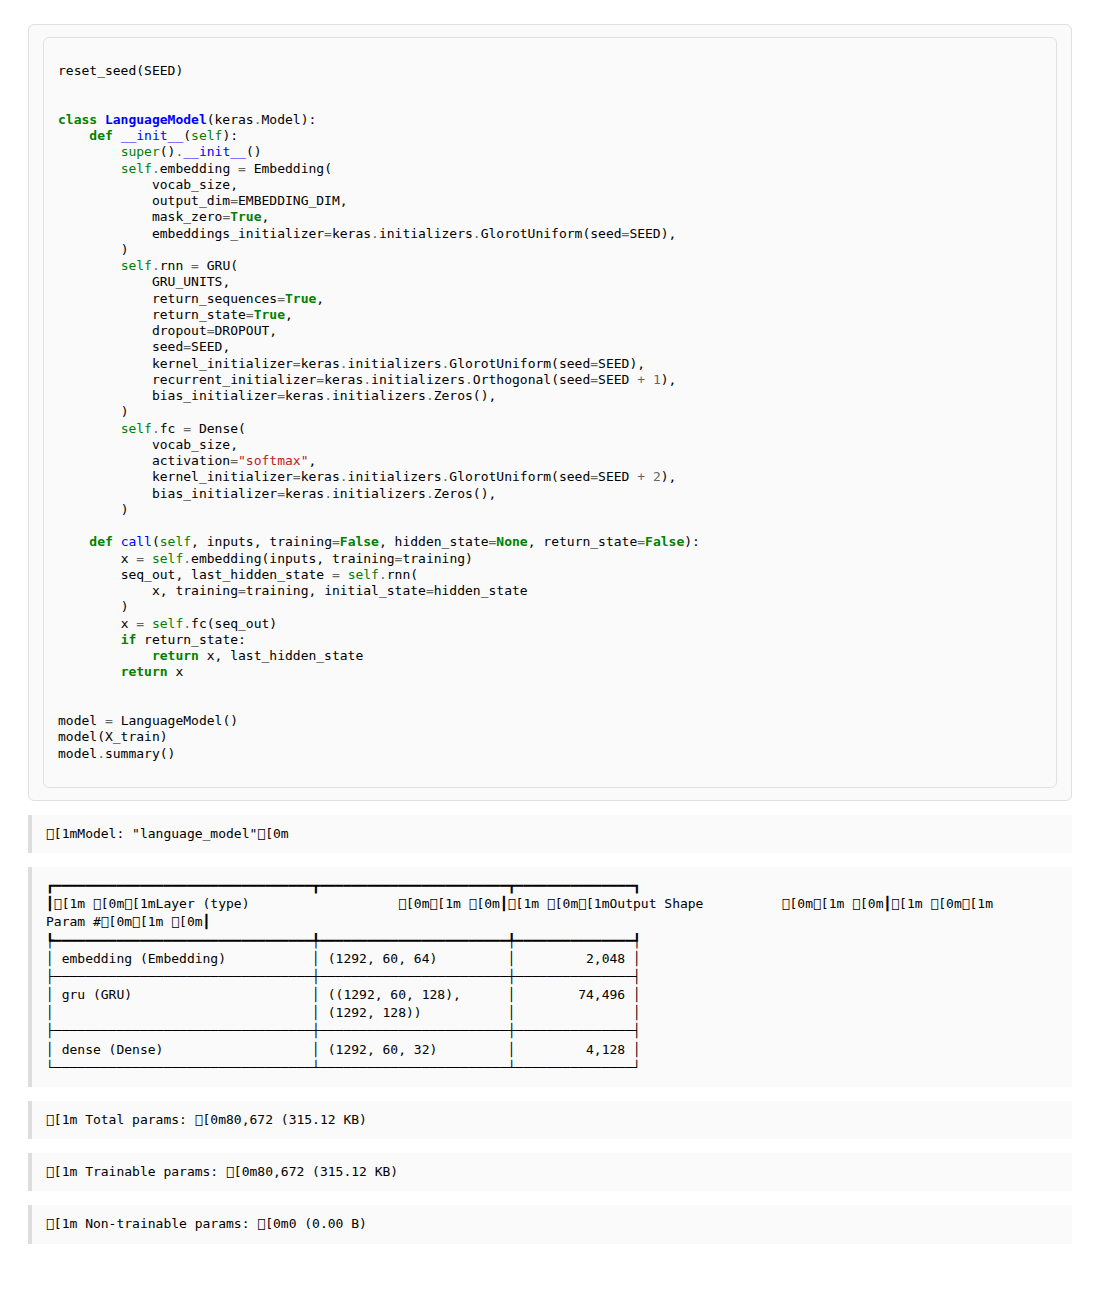 reset_seed(SEED)
class LanguageModel(keras.Model):
    def __init__(self):
        super().__init__()
        self.embedding = Embedding(
            vocab_size,
            output_dim=EMBEDDING_DIM,
            mask_zero=True,
            embeddings_initializer=keras.initializers.GlorotUniform(seed=SEED),
        )
        self.rnn = GRU(
            GRU_UNITS,
            return_sequences=True,
            return_state=True,
            dropout=DROPOUT,
            seed=SEED,
            kernel_initializer=keras.initializers.GlorotUniform(seed=SEED),
            recurrent_initializer=keras.initializers.Orthogonal(seed=SEED + 1),
            bias_initializer=keras.initializers.Zeros(),
        )
        self.fc = Dense(
            vocab_size,
            activation="softmax",
            kernel_initializer=keras.initializers.GlorotUniform(seed=SEED + 2),
            bias_initializer=keras.initializers.Zeros(),
        )
    def call(self, inputs, training=False, hidden_state=None, return_state=False):
        x = self.embedding(inputs, training=training)
        seq_out, last_hidden_state = self.rnn(
            x, training=training, initial_state=hidden_state
        )
        x = self.fc(seq_out)
        if return_state:
            return x, last_hidden_state
        return x
model = LanguageModel()
model(X_train)
model.summary()
□[1mModel: "language_model"□[0m
┃□[1m □[0m□[1mLayer (type)                   □[0m□[1m □[0m┃□[1m □[0m□[1mOutput Shape          □[0m□[1m □[0m┃□[1m □[0m□[1m
Param #□[0m□[1m □[0m┃
│ embedding (Embedding)           │ (1292, 60, 64)         │         2,048 │
│ gru (GRU)                       │ ((1292, 60, 128),      │        74,496 │
│                                 │ (1292, 128))           │               │
│ dense (Dense)                   │ (1292, 60, 32)         │         4,128 │
□[1m Total params: □[0m80,672 (315.12 KB)
□[1m Trainable params: □[0m80,672 (315.12 KB)
□[1m Non-trainable params: □[0m0 (0.00 B)